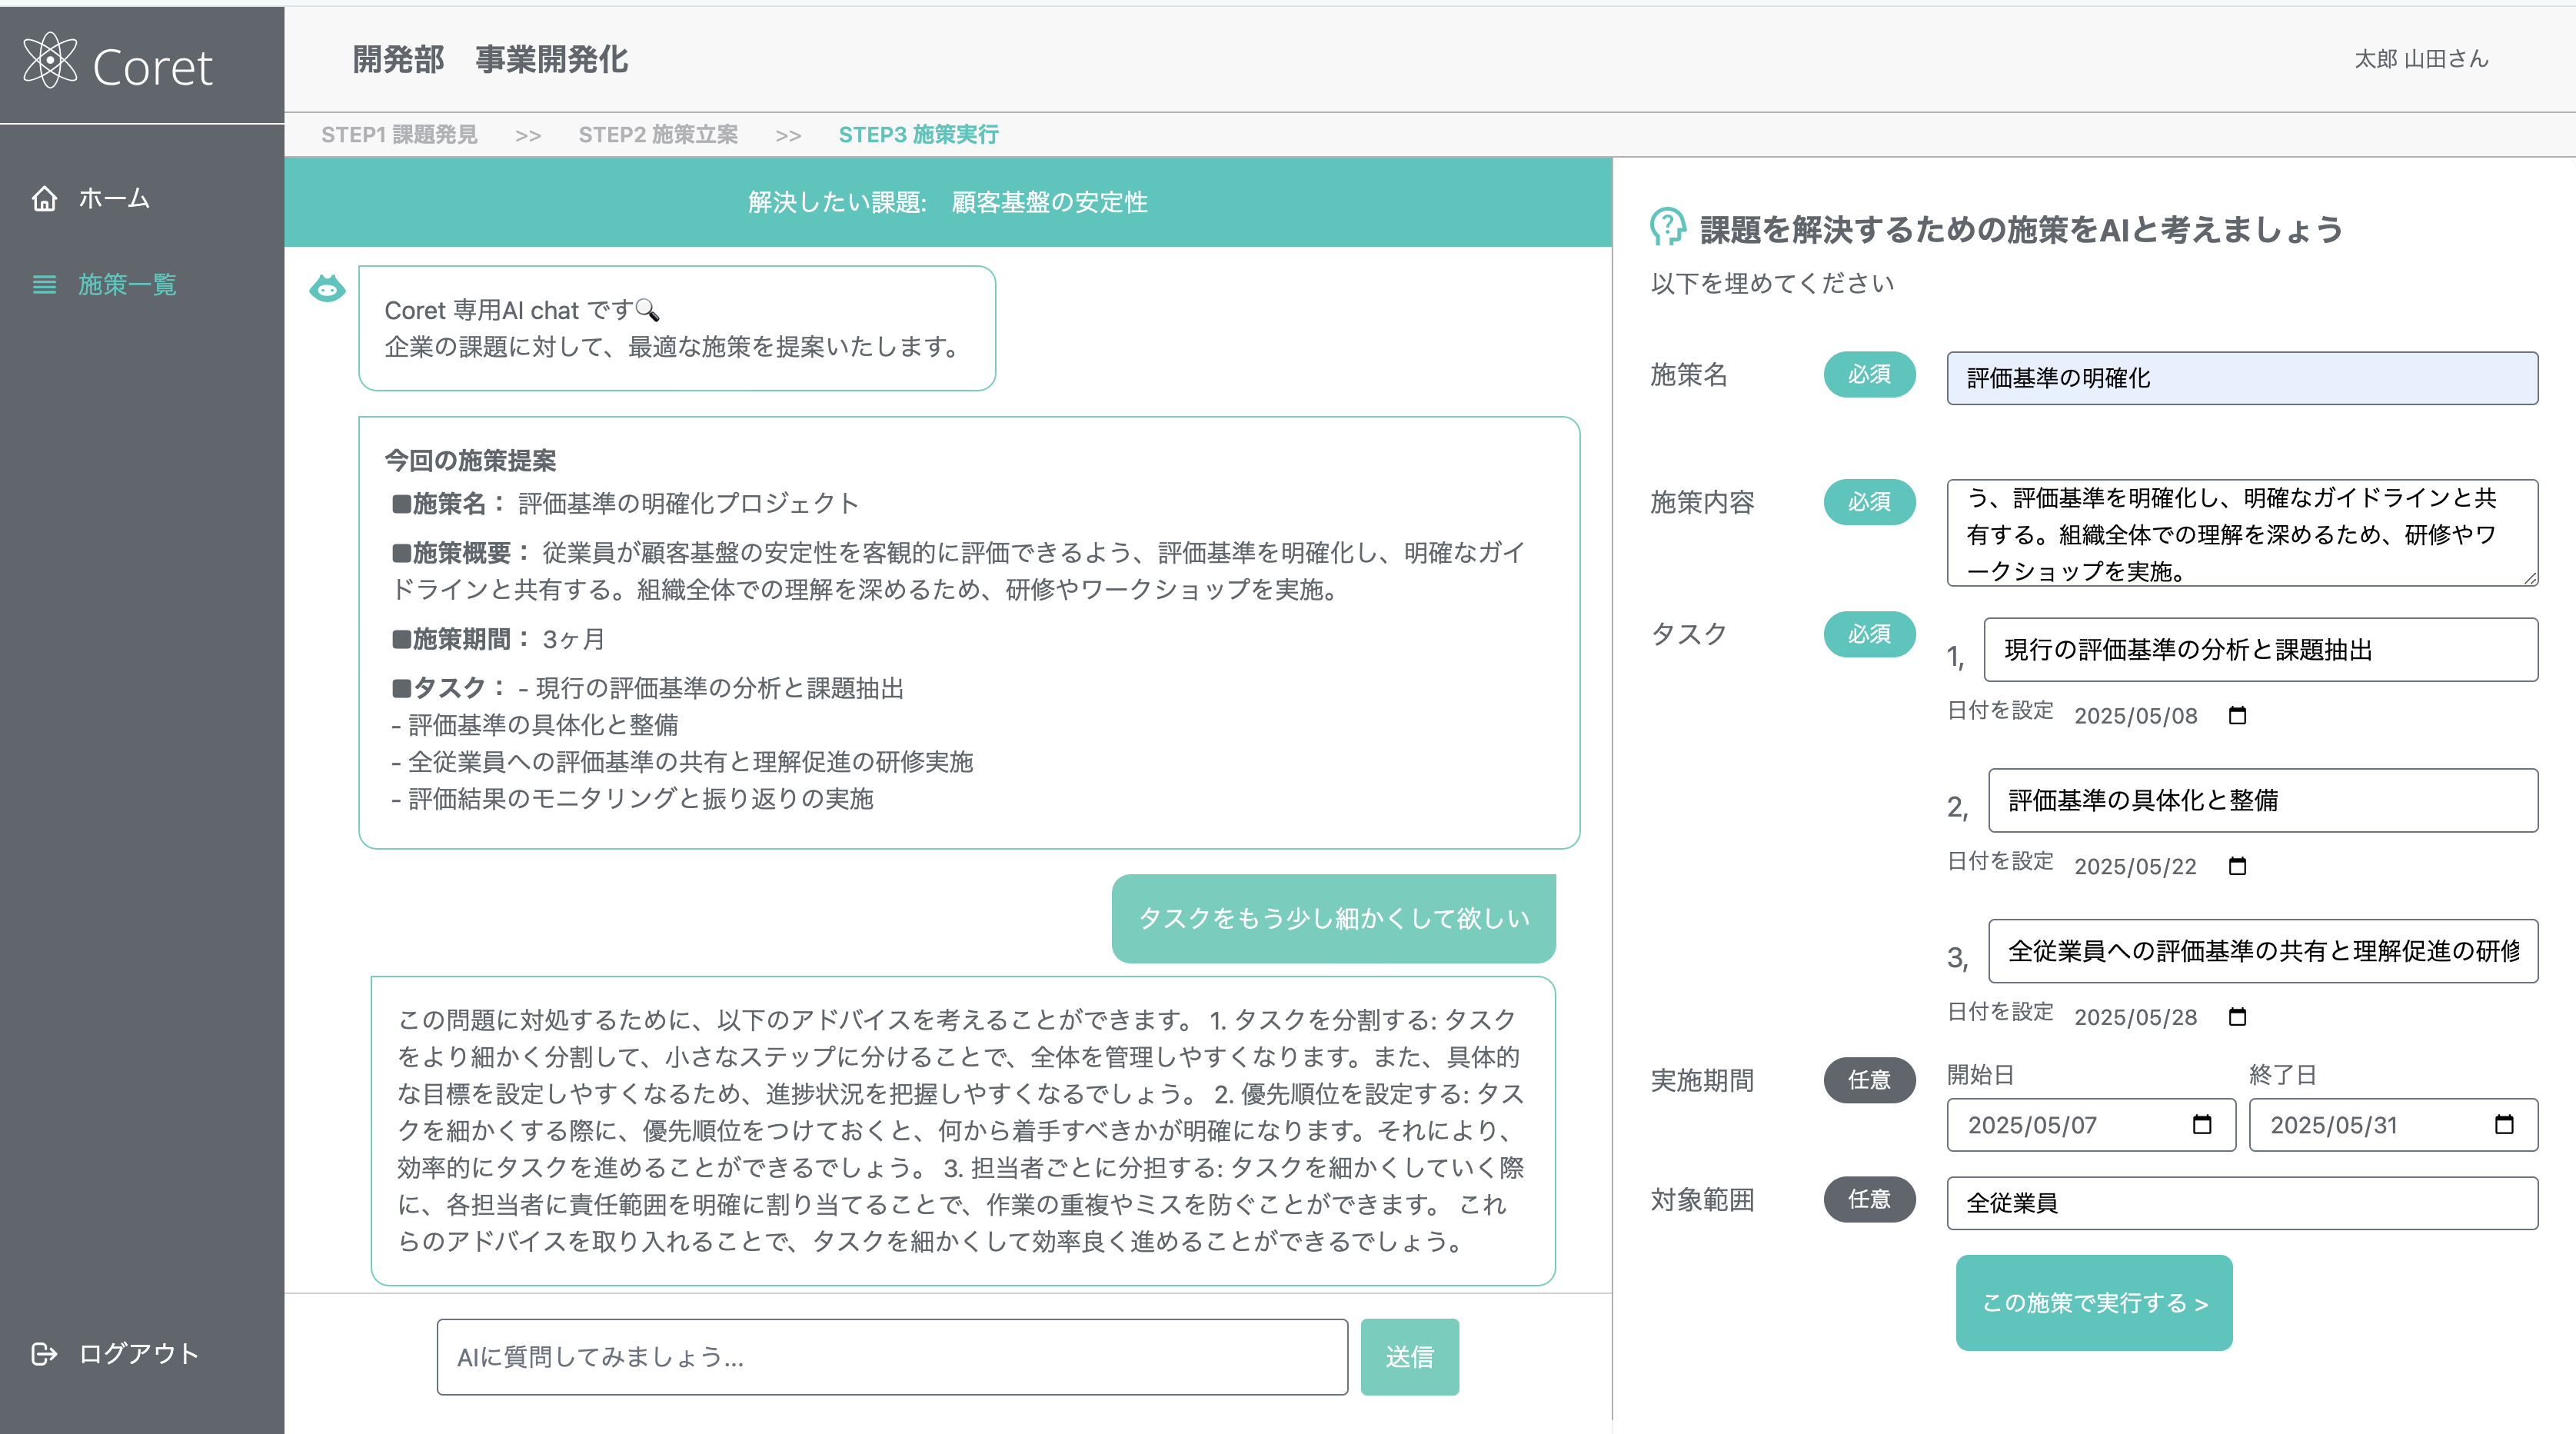 Coret
開発部　事業開発化
太郎 山田さん
ホーム
施策一覧
ログアウト
STEP1 課題発見 >> STEP2 施策立案 >> STEP3 施策実行
解決したい課題:　顧客基盤の安定性
Coret 専用AI chat です🔍
企業の課題に対して、最適な施策を提案いたします。
今回の施策提案
■施策名： 評価基準の明確化プロジェクト
■施策概要： 従業員が顧客基盤の安定性を客観的に評価できるよう、評価基準を明確化し、明確なガイ
ドラインと共有する。組織全体での理解を深めるため、研修やワークショップを実施。
■施策期間： 3ヶ月
■タスク： - 現行の評価基準の分析と課題抽出
- 評価基準の具体化と整備
- 全従業員への評価基準の共有と理解促進の研修実施
- 評価結果のモニタリングと振り返りの実施
タスクをもう少し細かくして欲しい
この問題に対処するために、以下のアドバイスを考えることができます。 1. タスクを分割する: タスク
をより細かく分割して、小さなステップに分けることで、全体を管理しやすくなります。また、具体的
な目標を設定しやすくなるため、進捗状況を把握しやすくなるでしょう。 2. 優先順位を設定する: タス
クを細かくする際に、優先順位をつけておくと、何から着手すべきかが明確になります。それにより、
効率的にタスクを進めることができるでしょう。 3. 担当者ごとに分担する: タスクを細かくしていく際
に、各担当者に責任範囲を明確に割り当てることで、作業の重複やミスを防ぐことができます。 これ
らのアドバイスを取り入れることで、タスクを細かくして効率良く進めることができるでしょう。
AIに質問してみましょう...
送信
課題を解決するための施策をAIと考えましょう
以下を埋めてください
施策名 必須 評価基準の明確化
施策内容 必須 う、評価基準を明確化し、明確なガイドラインと共
有する。組織全体での理解を深めるため、研修やワ
ークショップを実施。
タスク 必須 1, 現行の評価基準の分析と課題抽出
日付を設定 2025/05/08
2, 評価基準の具体化と整備
日付を設定 2025/05/22
3, 全従業員への評価基準の共有と理解促進の研修
日付を設定 2025/05/28
実施期間 任意 開始日 終了日
2025/05/07 2025/05/31
対象範囲 任意 全従業員
この施策で実行する >